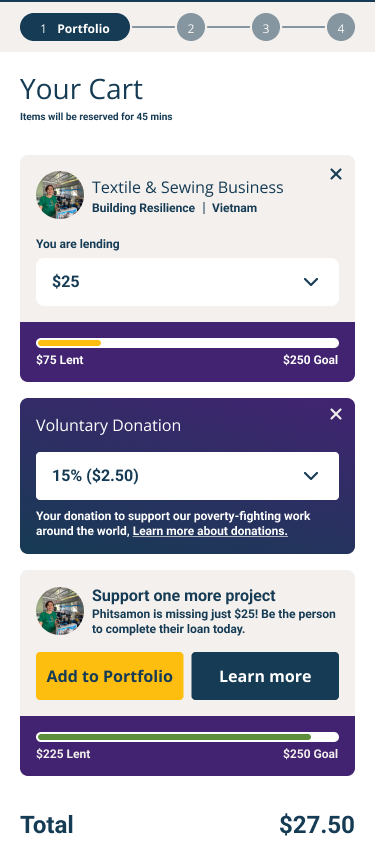 1 Portfolio 2 3 4
Your Cart
Items will be reserved for 45 mins
Textile & Sewing Business
Building Resilience | Vietnam
You are lending
$25
$75 Lent $250 Goal
Voluntary Donation
15% ($2.50)
Your donation to support our poverty-fighting work
around the world, Learn more about donations.
Support one more project
Phitsamon is missing just $25! Be the person
to complete their loan today.
Add to Portfolio Learn more
$225 Lent $250 Goal
Total $27.50